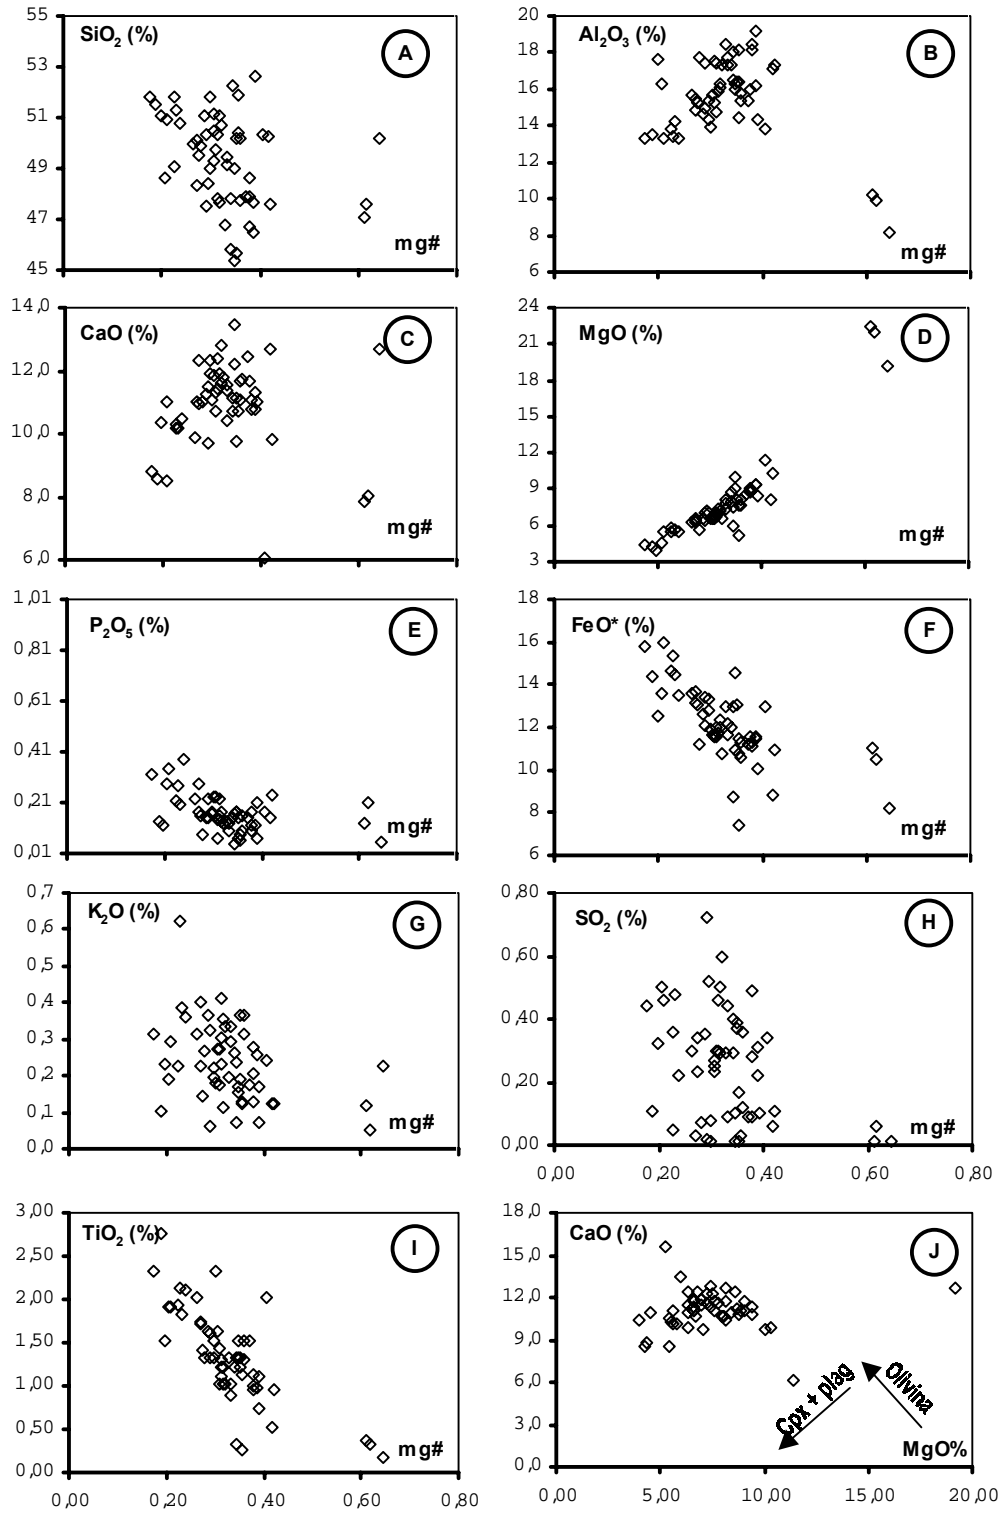 55
53
51
49
47
45
SiO₂ (%)
A
mg#
20
18
16
14
12
10
8
6
Al₂O₃ (%)
B
mg#
14,0
12,0
10,0
8,0
6,0
CaO (%)
C
mg#
24
21
18
15
12
9
6
3
MgO (%)
D
mg#
1,01
0,81
0,61
0,41
0,21
0,01
P₂O₅ (%)
E
mg#
18
16
14
12
10
8
6
FeO* (%)
F
mg#
0,7
0,6
0,5
0,4
0,3
0,2
0,1
0,0
K₂O (%)
G
mg#
0,80
0,60
0,40
0,20
0,00
SO₂ (%)
H
mg#
0,00 0,20 0,40 0,60 0,80
3,00
2,50
2,00
1,50
1,00
0,50
0,00
TiO₂ (%)
I
mg#
0,00 0,20 0,40 0,60 0,80
18,0
15,0
12,0
9,0
6,0
3,0
0,0
CaO (%)
J
Cpx + plag
Olivina
MgO%
0,00 5,00 10,00 15,00 20,00